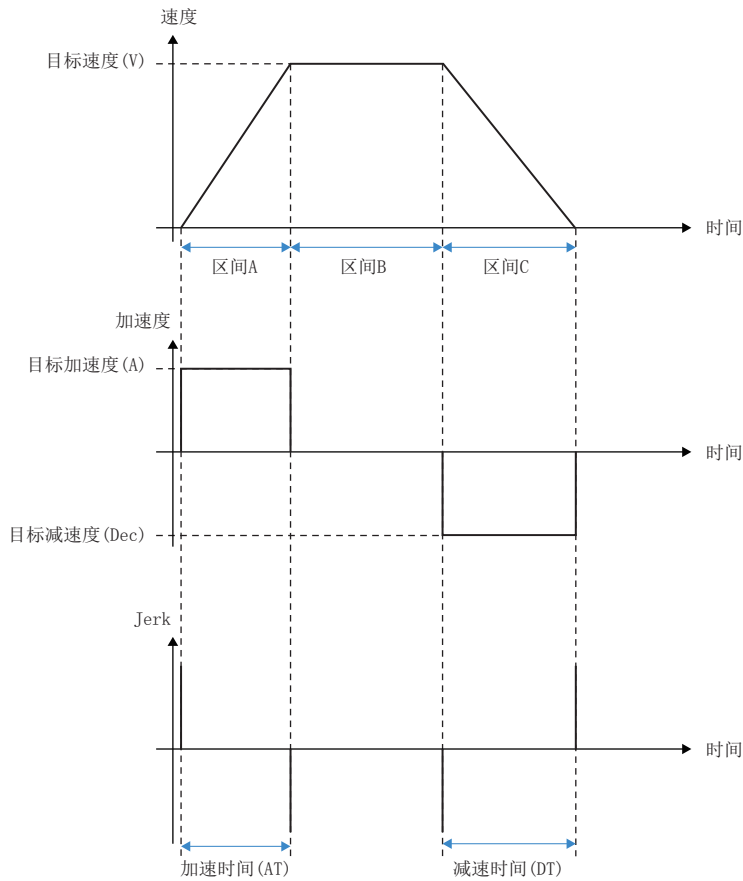 速度
目标速度(V)
时间
区间A
区间B
区间C
加速度
目标加速度(A)
时间
目标减速度(Dec)
Jerk
时间
加速时间(AT)
减速时间(DT)